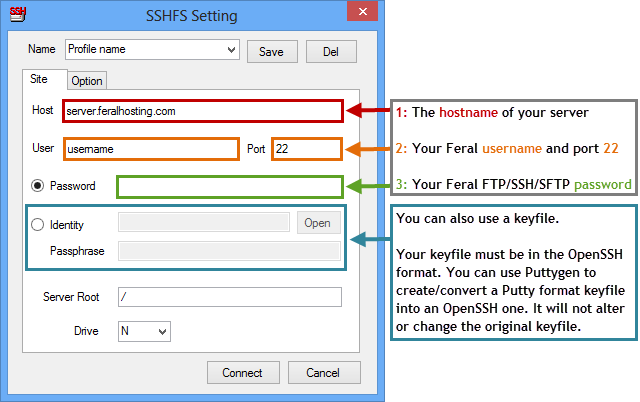 SSH
SSHFS Setting
Name Profile name Save Del
Site Option
Host server.feralhosting.com
User username Port 22
Password
Identity Open
Passphrase
Server Root /
Drive N
Connect Cancel
1: The hostname of your server
2: Your Feral username and port 22
3: Your Feral FTP/SSH/SFTP password
You can also use a keyfile.
Your keyfile must be in the OpenSSH
format. You can use Puttygen to
create/convert a Putty format keyfile
into an OpenSSH one. It will not alter
or change the original keyfile.